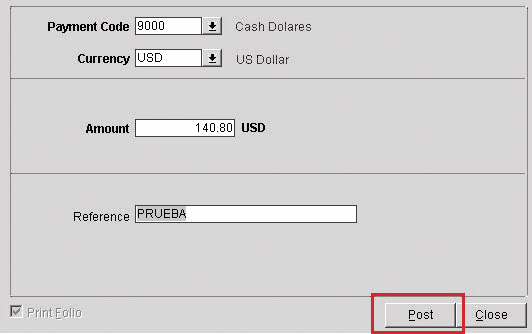 Payment Code 9000 Cash Dolares
Currency USD US Dollar
Amount 140.80 USD
Reference PRUEBA
Print Folio
Post Close